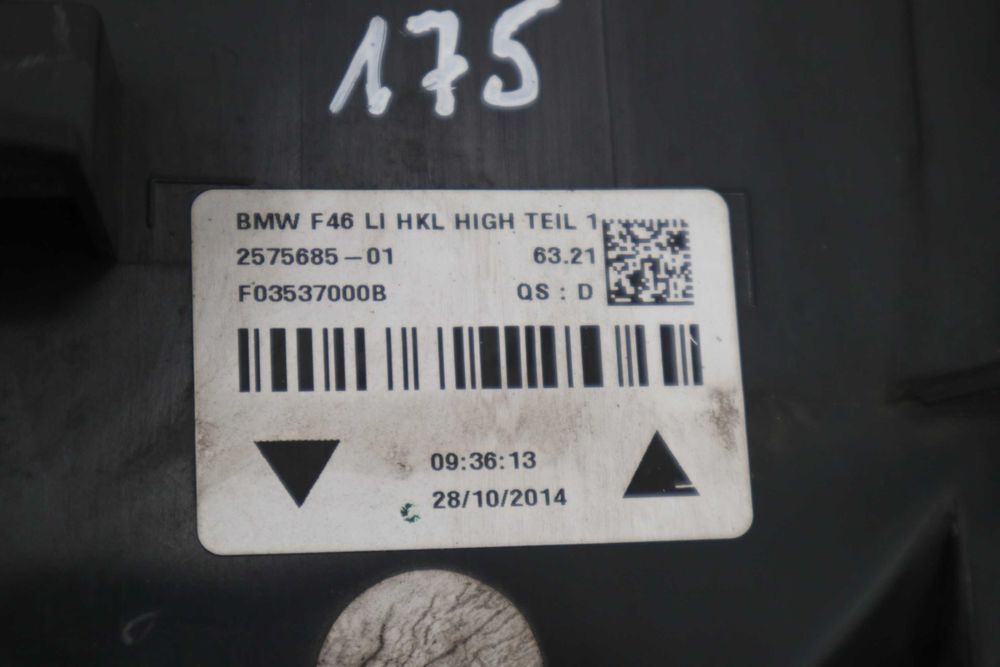 175
BMW F46 LI HKL HIGH TEIL 1
2575685-01 63.21
F03537000B QS : D
09:36:13
28/10/2014